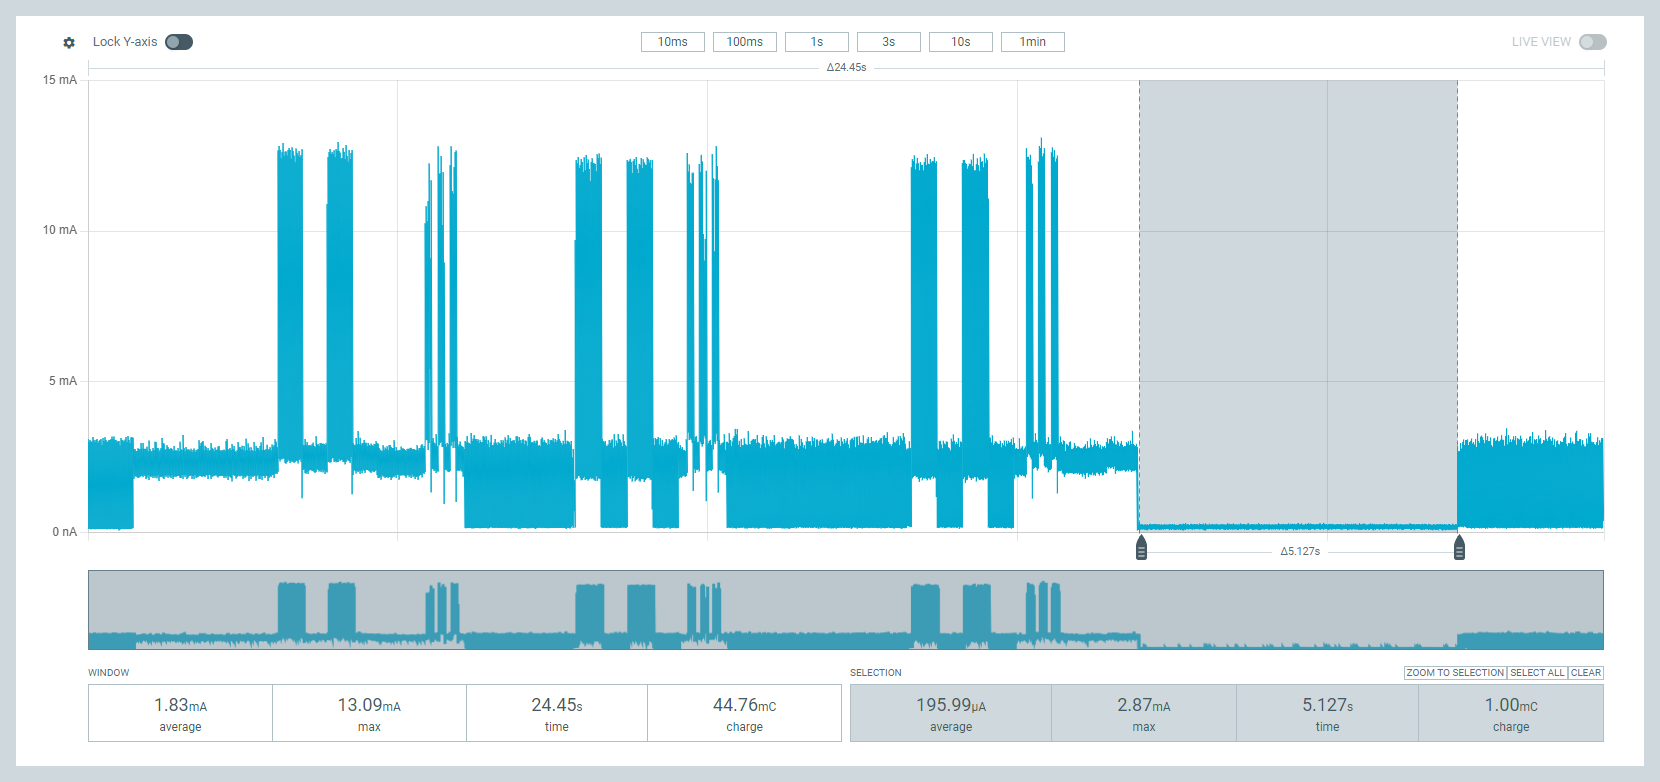 Lock Y-axis
10ms 100ms 1s 3s 10s 1min
LIVE VIEW
Δ24.45s
15 mA
10 mA
5 mA
0 nA
Δ5.127s
WINDOW
1.83mA 13.09mA 24.45s 44.76mC
average max time charge
SELECTION
ZOOM TO SELECTION SELECT ALL CLEAR
195.99µA 2.87mA 5.127s 1.00mC
average max time charge